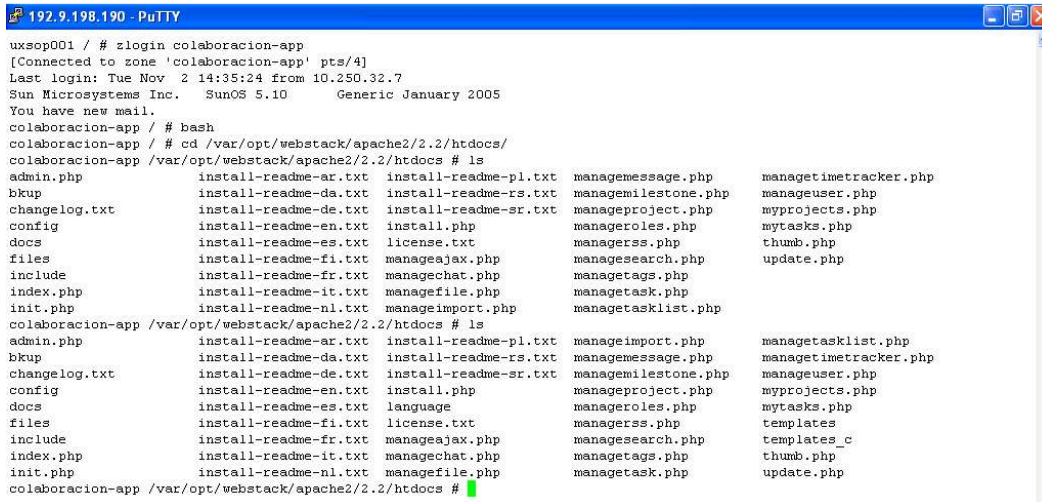 192.9.198.190 - PuTTY
uxsop001 / # zlogin colaboracion-app
[Connected to zone 'colaboracion-app' pts/4]
Last login: Tue Nov  2 14:35:24 from 10.250.32.7
Sun Microsystems Inc.   SunOS 5.10      Generic January 2005
You have new mail.
colaboracion-app / # bash
colaboracion-app / # cd /var/opt/webstack/apache2/2.2/htdocs/
colaboracion-app /var/opt/webstack/apache2/2.2/htdocs # ls
admin.php              install-readme-ar.txt  install-readme-pl.txt  managemessage.php      managetimetracker.php
bkup                   install-readme-da.txt  install-readme-rs.txt  managemilestone.php    manageuser.php
changelog.txt          install-readme-de.txt  install-readme-sr.txt  manageproject.php      myprojects.php
config                 install-readme-en.txt  install.php            manageroles.php        mytasks.php
docs                   install-readme-es.txt  license.txt            managerss.php          thumb.php
files                  install-readme-fi.txt  manageajax.php         managesearch.php       update.php
include                install-readme-fr.txt  managechat.php         managetags.php
index.php              install-readme-it.txt  managefile.php         managetask.php
init.php               install-readme-nl.txt  manageimport.php       managetasklist.php
colaboracion-app /var/opt/webstack/apache2/2.2/htdocs # ls
admin.php              install-readme-ar.txt  install-readme-pl.txt  manageimport.php       managetasklist.php
bkup                   install-readme-da.txt  install-readme-rs.txt  managemessage.php      managetimetracker.php
changelog.txt          install-readme-de.txt  install-readme-sr.txt  managemilestone.php    manageuser.php
config                 install-readme-en.txt  install.php            manageproject.php      myprojects.php
docs                   install-readme-es.txt  language               manageroles.php        mytasks.php
files                  install-readme-fi.txt  license.txt            managerss.php          templates
include                install-readme-fr.txt  manageajax.php         managesearch.php       templates_c
index.php              install-readme-it.txt  managechat.php         managetags.php         thumb.php
init.php               install-readme-nl.txt  managefile.php         managetask.php         update.php
colaboracion-app /var/opt/webstack/apache2/2.2/htdocs #